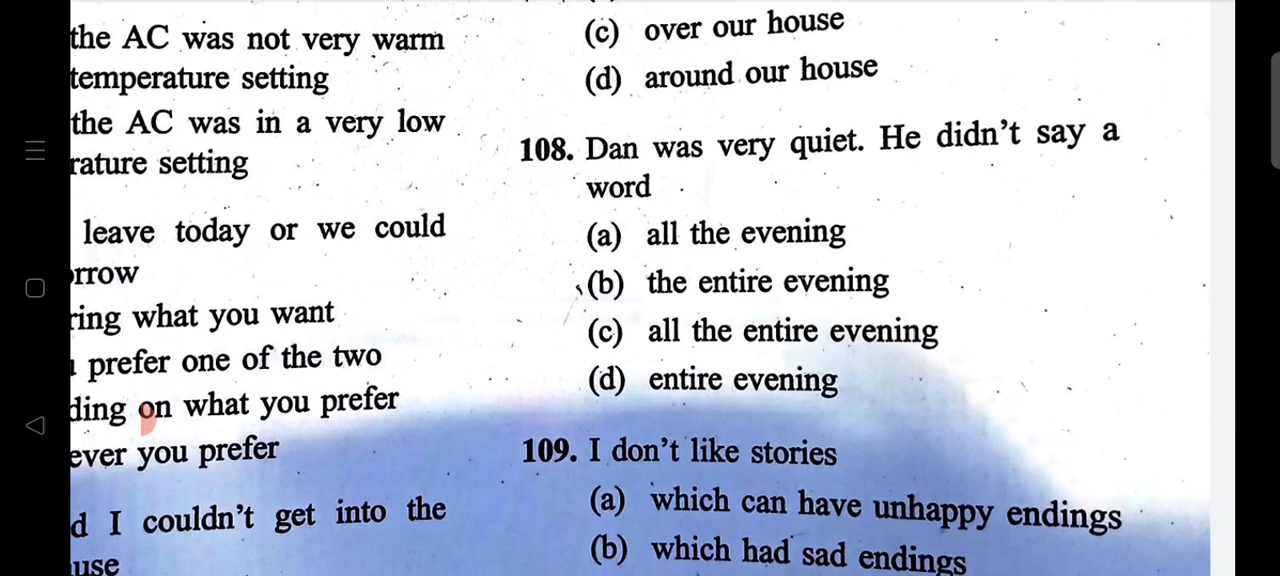 the AC was not very warm
temperature setting
the AC was in a very low
rature setting
leave today or we could
rrow
ring what you want
prefer one of the two
ding on what you prefer
ever you prefer
d I couldn't get into the
use
(c) over our house
(d) around our house
108. Dan was very quiet. He didn't say a
word
(a) all the evening
(b) the entire evening
(c) all the entire evening
(d) entire evening
109. I don't like stories
(a) which can have unhappy endings
(b) which had sad endings